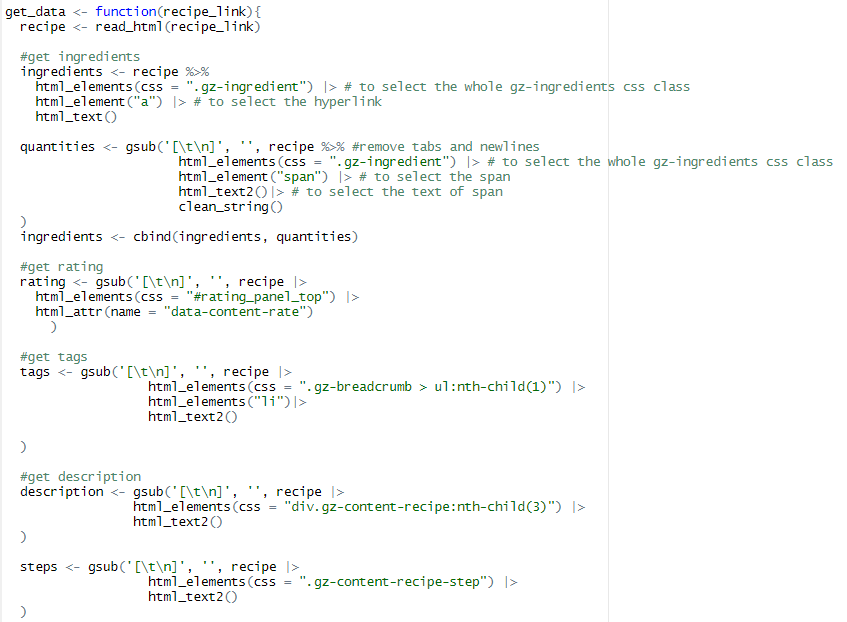 get_data <- function(recipe_link){
  recipe <- read_html(recipe_link)

  #get ingredients
  ingredients <- recipe %>%
    html_elements(css = ".gz-ingredient") |> # to select the whole gz-ingredients css class
    html_element("a") |> # to select the hyperlink
    html_text()

  quantities <- gsub('[\t\n]', '', recipe %>% #remove tabs and newlines
                       html_elements(css = ".gz-ingredient") |> # to select the whole gz-ingredients css class
                       html_element("span") |> # to select the span
                       html_text2()|> # to select the text of span
                       clean_string()
  )
  ingredients <- cbind(ingredients, quantities)

  #get rating
  rating <- gsub('[\t\n]', '', recipe |>
    html_elements(css = "#rating_panel_top") |>
    html_attr(name = "data-content-rate")
      )

  #get tags
  tags <- gsub('[\t\n]', '', recipe |>
                   html_elements(css = ".gz-breadcrumb > ul:nth-child(1)") |>
                   html_elements("li")|>
                   html_text2()

  )

  #get description
  description <- gsub('[\t\n]', '', recipe |>
                 html_elements(css = "div.gz-content-recipe:nth-child(3)") |>
                 html_text2()
  )

  steps <- gsub('[\t\n]', '', recipe |>
                   html_elements(css = ".gz-content-recipe-step") |>
                   html_text2()
  )